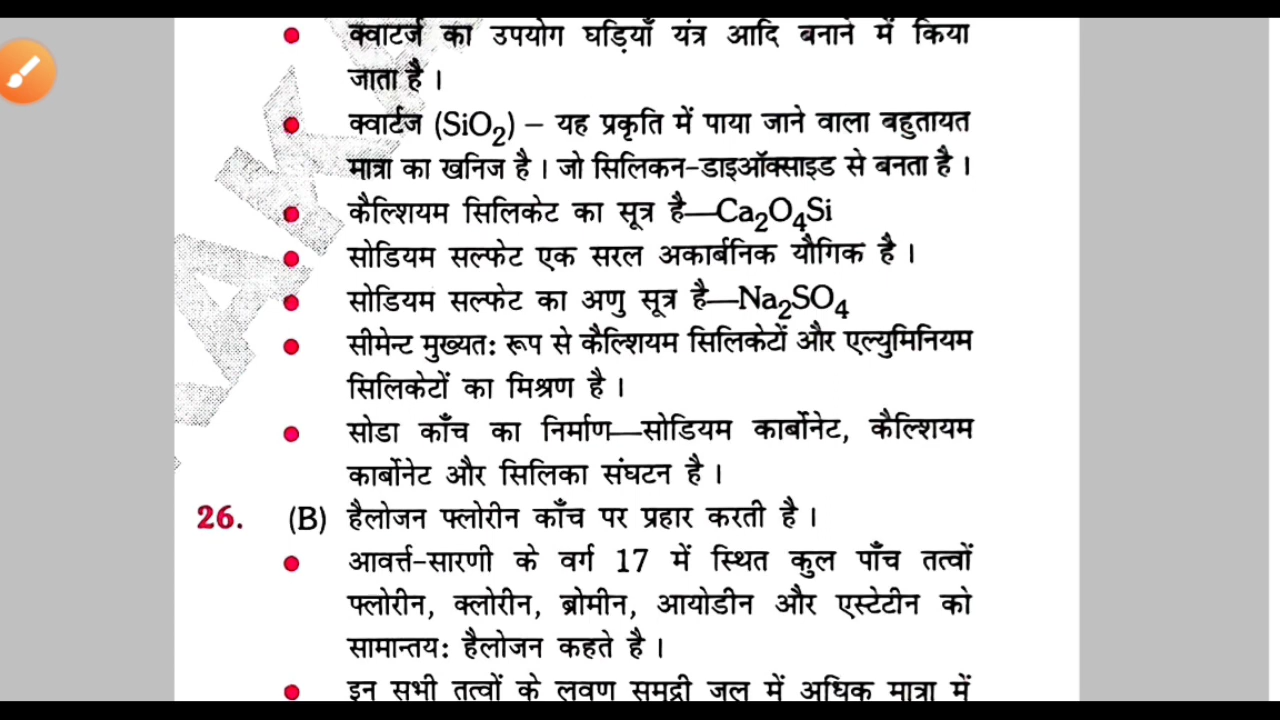 ● क्वाटर्ज का उपयोग घड़ियाँ यंत्र आदि बनाने में किया
जाता है ।
● क्वार्टज (SiO2) – यह प्रकृति में पाया जाने वाला बहुतायत
मात्रा का खनिज है । जो सिलिकन-डाइऑक्साइड से बनता है ।
● कैल्शियम सिलिकेट का सूत्र है—Ca2O4Si
● सोडियम सल्फेट एक सरल अकार्बनिक यौगिक है ।
● सोडियम सल्फेट का अणु सूत्र है—Na2SO4
● सीमेन्ट मुख्यत: रूप से कैल्शियम सिलिकेटों और एल्युमिनियम
सिलिकेटों का मिश्रण है ।
● सोडा काँच का निर्माण—सोडियम कार्बोनेट, कैल्शियम
कार्बोनेट और सिलिका संघटन है ।
26. (B) हैलोजन फ्लोरीन काँच पर प्रहार करती है ।
● आवर्त्त-सारणी के वर्ग 17 में स्थित कुल पाँच तत्वों
फ्लोरीन, क्लोरीन, ब्रोमीन, आयोडीन और एस्टेटीन को
सामान्तय: हैलोजन कहते है ।
● इन सभी तत्वों के लवण समुद्री जल में अधिक मात्रा में